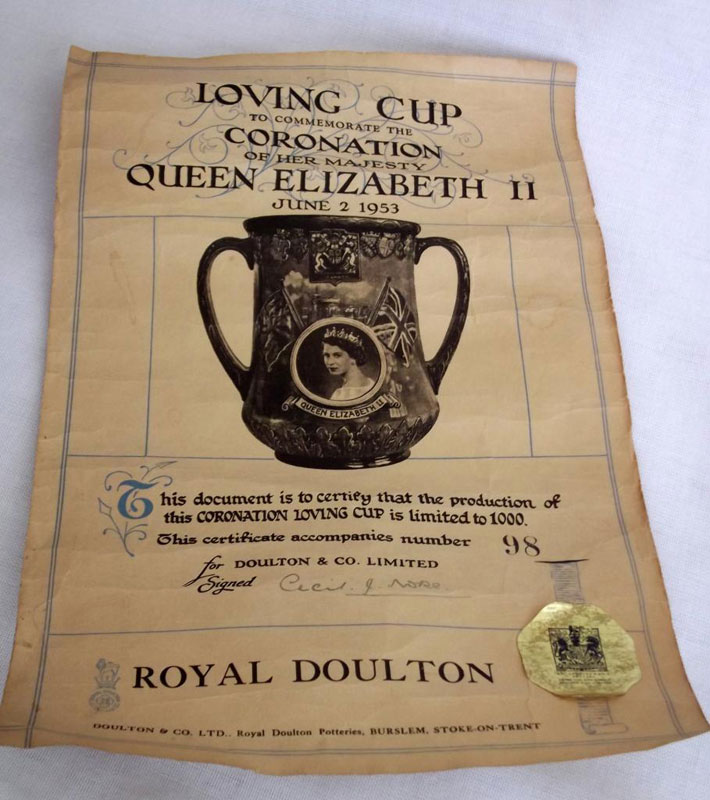 LOVING CUP
TO COMMEMORATE THE
CORONATION
OF HER MAJESTY
QUEEN ELIZABETH II
JUNE 2 1953
QUEEN ELIZABETH II
This document is to certify that the production of
this CORONATION LOVING CUP is limited to 1000.
This certificate accompanies number 98
for DOULTON & CO. LIMITED
Signed Cecil. J. Noke
ROYAL DOULTON
DOULTON & CO. LTD., Royal Doulton Potteries, BURSLEM, STOKE-ON-TRENT